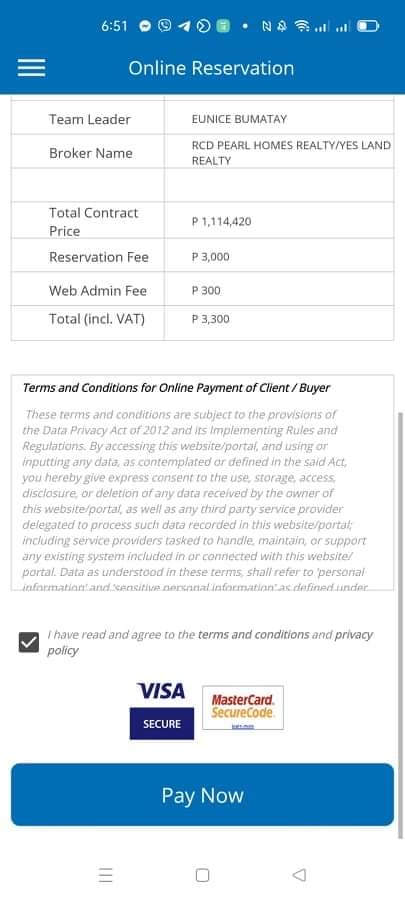 6:51
Online Reservation
Team Leader
EUNICE BUMATAY
Broker Name
RCD PEARL HOMES REALTY/YES LAND
REALTY
Total Contract
Price
P 1,114,420
Reservation Fee
P 3,000
Web Admin Fee
P 300
Total (incl. VAT)
P 3,300
Terms and Conditions for Online Payment of Client / Buyer
These terms and conditions are subject to the provisions of
the Data Privacy Act of 2012 and its Implementing Rules and
Regulations. By accessing this website/portal, and using or
inputting any data, as contemplated or defined in the said Act,
you hereby give express consent to the use, storage, access,
disclosure, or deletion of any data received by the owner of
this website/portal, as well as any third party service provider
delegated to process such data recorded in this website/portal;
including service providers tasked to handle, maintain, or support
any existing system included in or connected with this website/
portal. Data as understood in these terms, shall refer to 'personal
information' and 'sensitive personal information' as defined under
I have read and agree to the terms and conditions and privacy
policy
VISA
SECURE
MasterCard.
SecureCode.
learn more
Pay Now